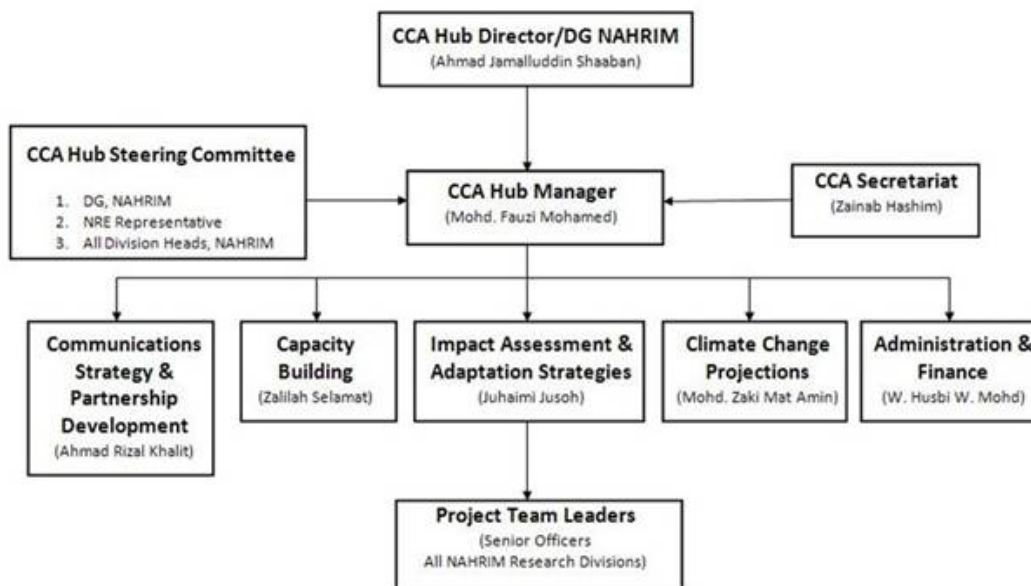 CCA Hub Director/DG NAHRIM
(Ahmad Jamalluddin Shaaban)
CCA Hub Steering Committee
1. DG, NAHRIM
2. NRE Representative
3. All Division Heads, NAHRIM
CCA Hub Manager
(Mohd. Fauzi Mohamed)
CCA Secretariat
(Zainab Hashim)
Communications
Strategy &
Partnership
Development
(Ahmad Rizal Khalit)
Capacity
Building
(Zalilah Selamat)
Impact Assessment &
Adaptation Strategies
(Juhaimi Jusoh)
Climate Change
Projections
(Mohd. Zaki Mat Amin)
Administration &
Finance
(W. Husbi W. Mohd)
Project Team Leaders
(Senior Officers
All NAHRIM Research Divisions)